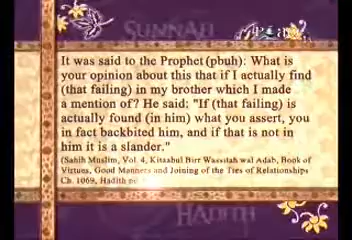 SUNNAH
It was said to the Prophet (pbuh): What is
your opinion about this that if I actually find
(that failing) in my brother which I made
a mention of? He said: "If (that failing) is
actually found (in him) what you assert, you
in fact backbited him, and if that is not in
him it is a slander."
(Sahih Muslim, Vol. 4, Kitaabul Birr Wassilah wal Adab, Book of
Virtues, Good Manners and Joining of the Ties of Relationships
Ch. 1069, Hadith no
HADITH